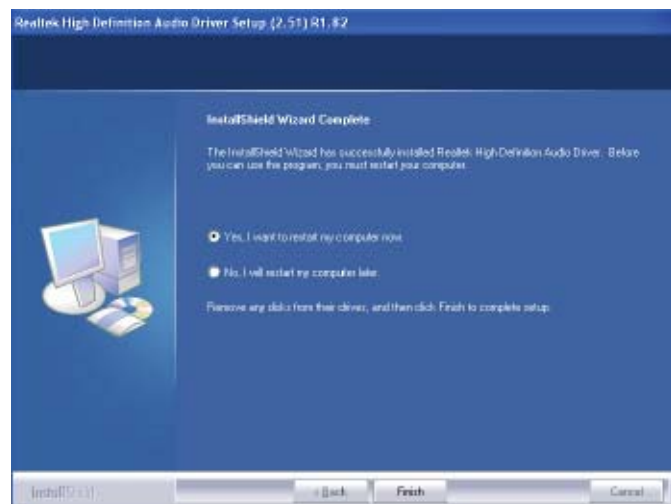 Realtek High Definition Audio Driver Setup (2.51) R1.82
InstallShield Wizard Complete
The InstallShield Wizard has successfully installed Realtek High Definition Audio Driver. Before
you can use the program, you must restart your computer.
Yes, I want to restart my computer now.
No, I will restart my computer later.
Remove any disks from their drives, and then click Finish to complete setup.
InstallShield
< Back
Finish
Cancel